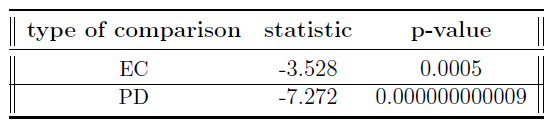 type of comparison statistic p-value
EC -3.528 0.0005
PD -7.272 0.000000000009